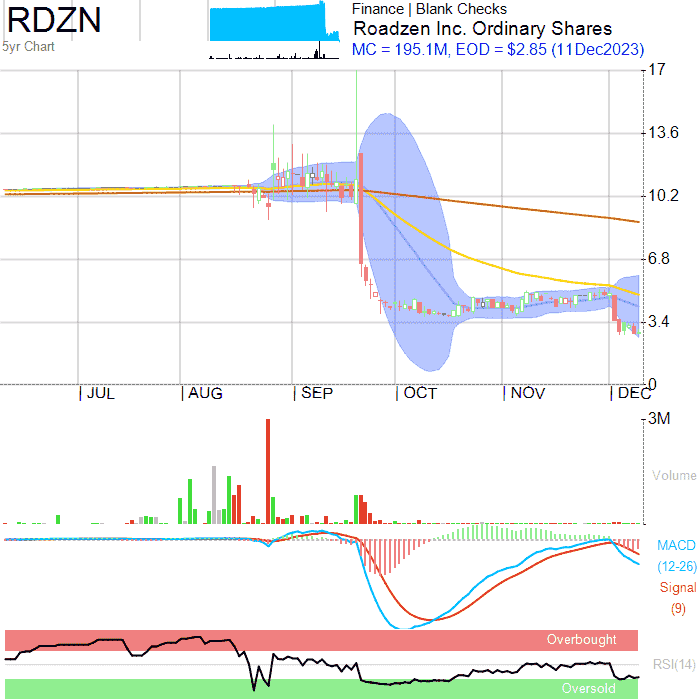 RDZN
5yr Chart
Finance | Blank Checks
Roadzen Inc. Ordinary Shares
MC = 195.1M, EOD = $2.85 (11Dec2023)
17
13.6
10.2
6.8
3.4
0
| JUL | AUG | SEP | OCT | NOV | DEC
3M
Volume
MACD
(12-26)
Signal
(9)
Overbought
RSI(14)
Oversold